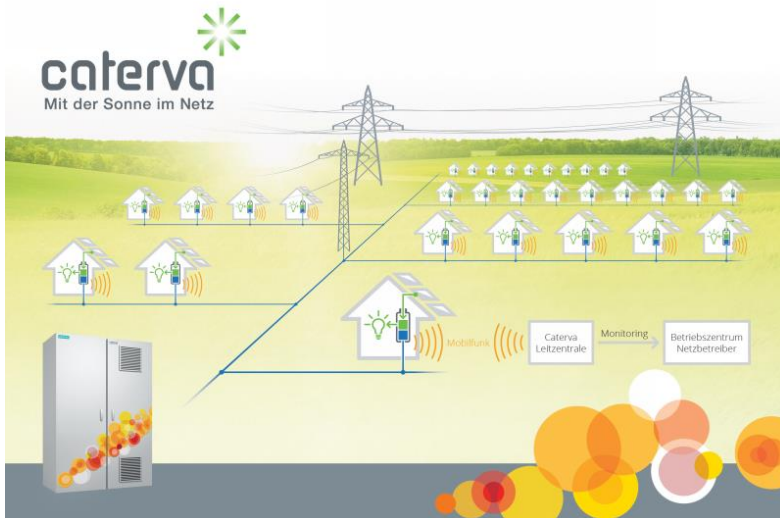 caterva
Mit der Sonne im Netz
Mobilfunk
Caterva
Leitzentrale
Monitoring
Betriebszentrum
Netzbetreiber